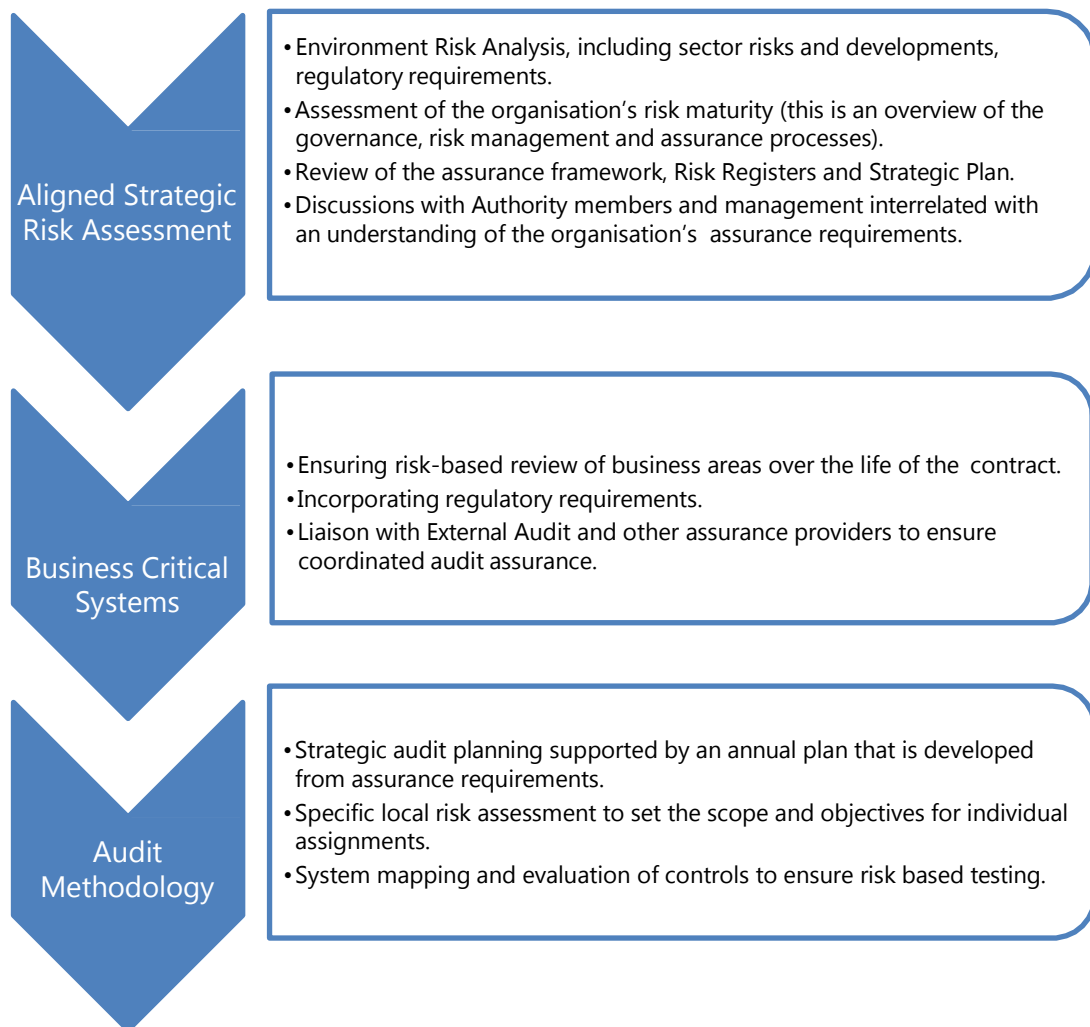 Aligned Strategic
Risk Assessment
•Environment Risk Analysis, including sector risks and developments,
regulatory requirements.
•Assessment of the organisation’s risk maturity (this is an overview of the
governance, risk management and assurance processes).
•Review of the assurance framework, Risk Registers and Strategic Plan.
•Discussions with Authority members and management interrelated with
an understanding of the organisation’s assurance requirements.
Business Critical
Systems
•Ensuring risk-based review of business areas over the life of the contract.
•Incorporating regulatory requirements.
•Liaison with External Audit and other assurance providers to ensure
coordinated audit assurance.
Audit
Methodology
•Strategic audit planning supported by an annual plan that is developed
from assurance requirements.
•Specific local risk assessment to set the scope and objectives for individual
assignments.
•System mapping and evaluation of controls to ensure risk based testing.